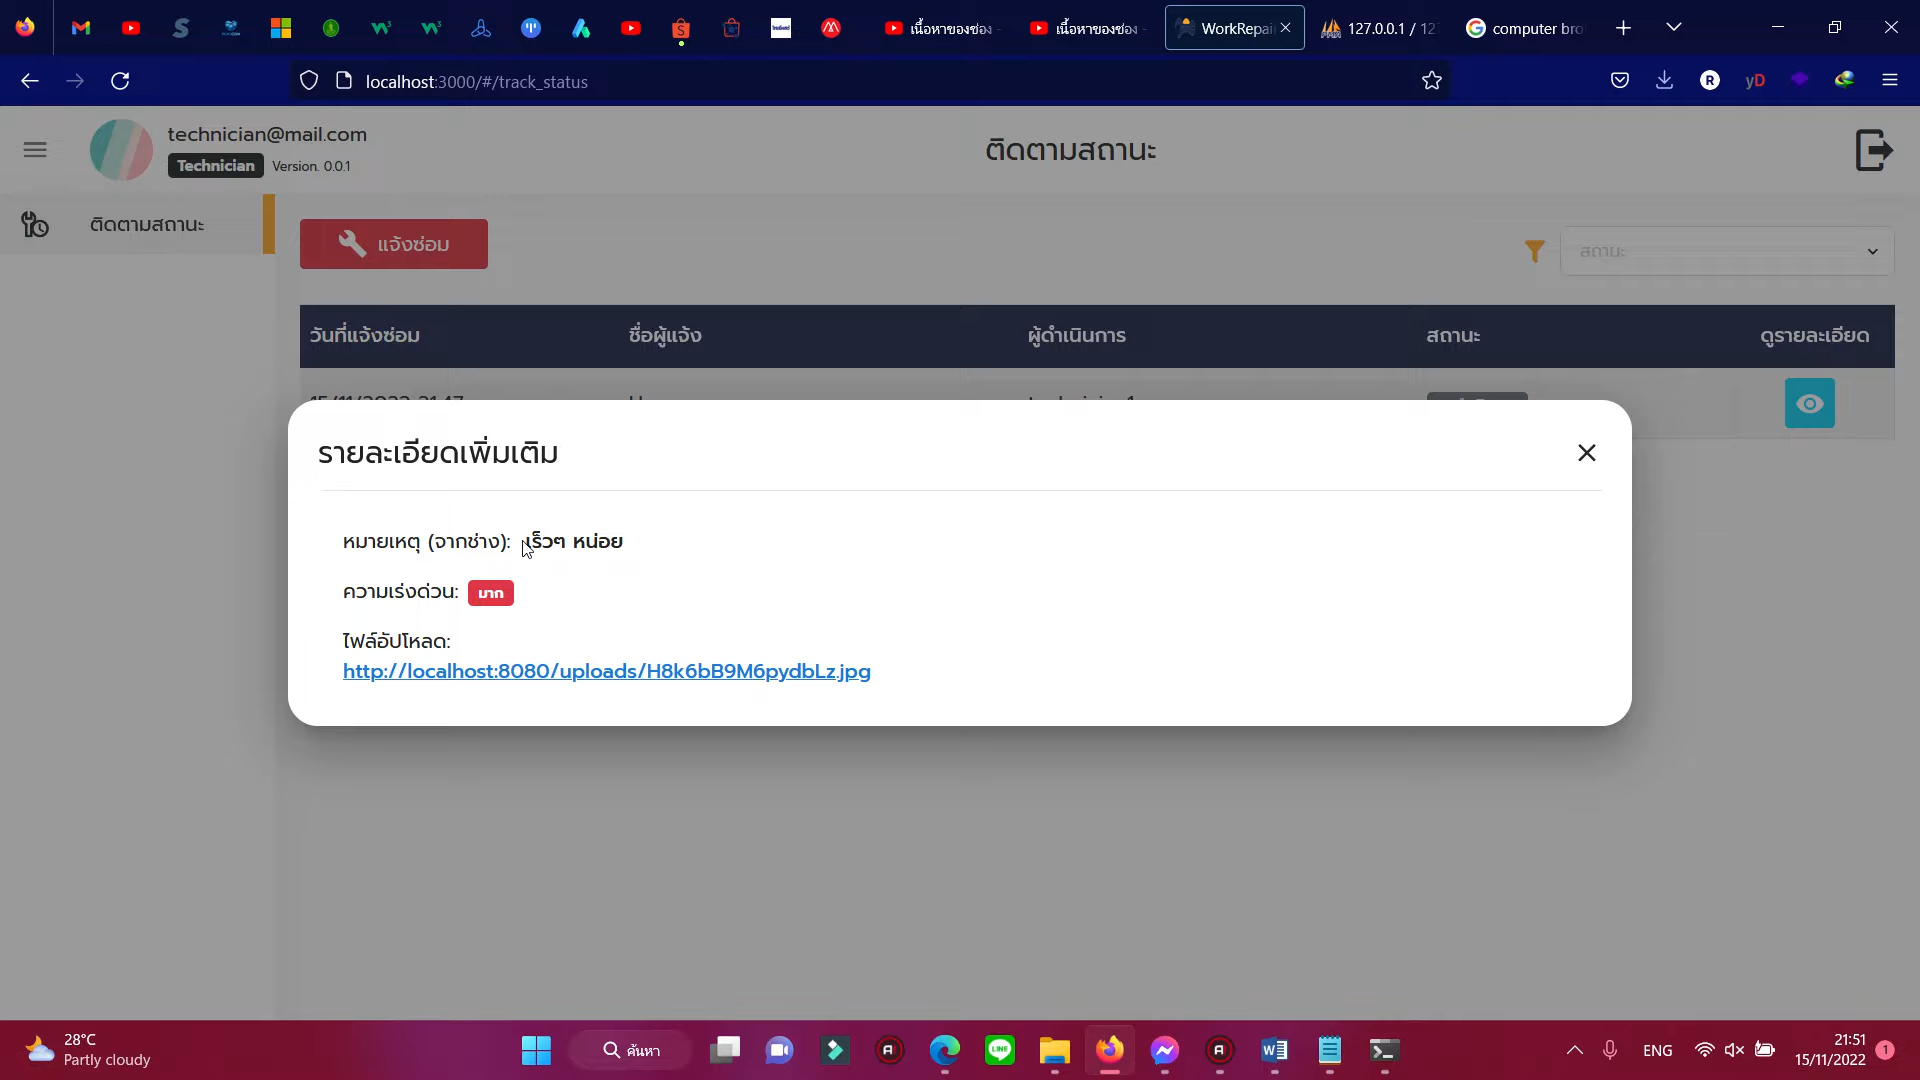 เนื้อหาของช่อง
เนื้อหาของช่อง
WorkRepai
127.0.0.1 / 12
computer bro
localhost:3000/#/track_status
technician@mail.com
Technician Version. 0.0.1
ติดตามสถานะ
ติดตามสถานะ
แจ้งซ่อม
สถานะ
วันที่แจ้งซ่อม ชื่อผู้แจ้ง ผู้ดำเนินการ สถานะ ดูรายละเอียด
15/11/2022 21:47
รายละเอียดเพิ่มเติม
หมายเหตุ (จากช่าง): เร็วๆ หน่อย
ความเร่งด่วน: มาก
ไฟล์อัปโหลด:
http://localhost:8080/uploads/H8k6bB9M6pydbLz.jpg
28°C
Partly cloudy
ค้นหา
ENG
21:51
15/11/2022
1